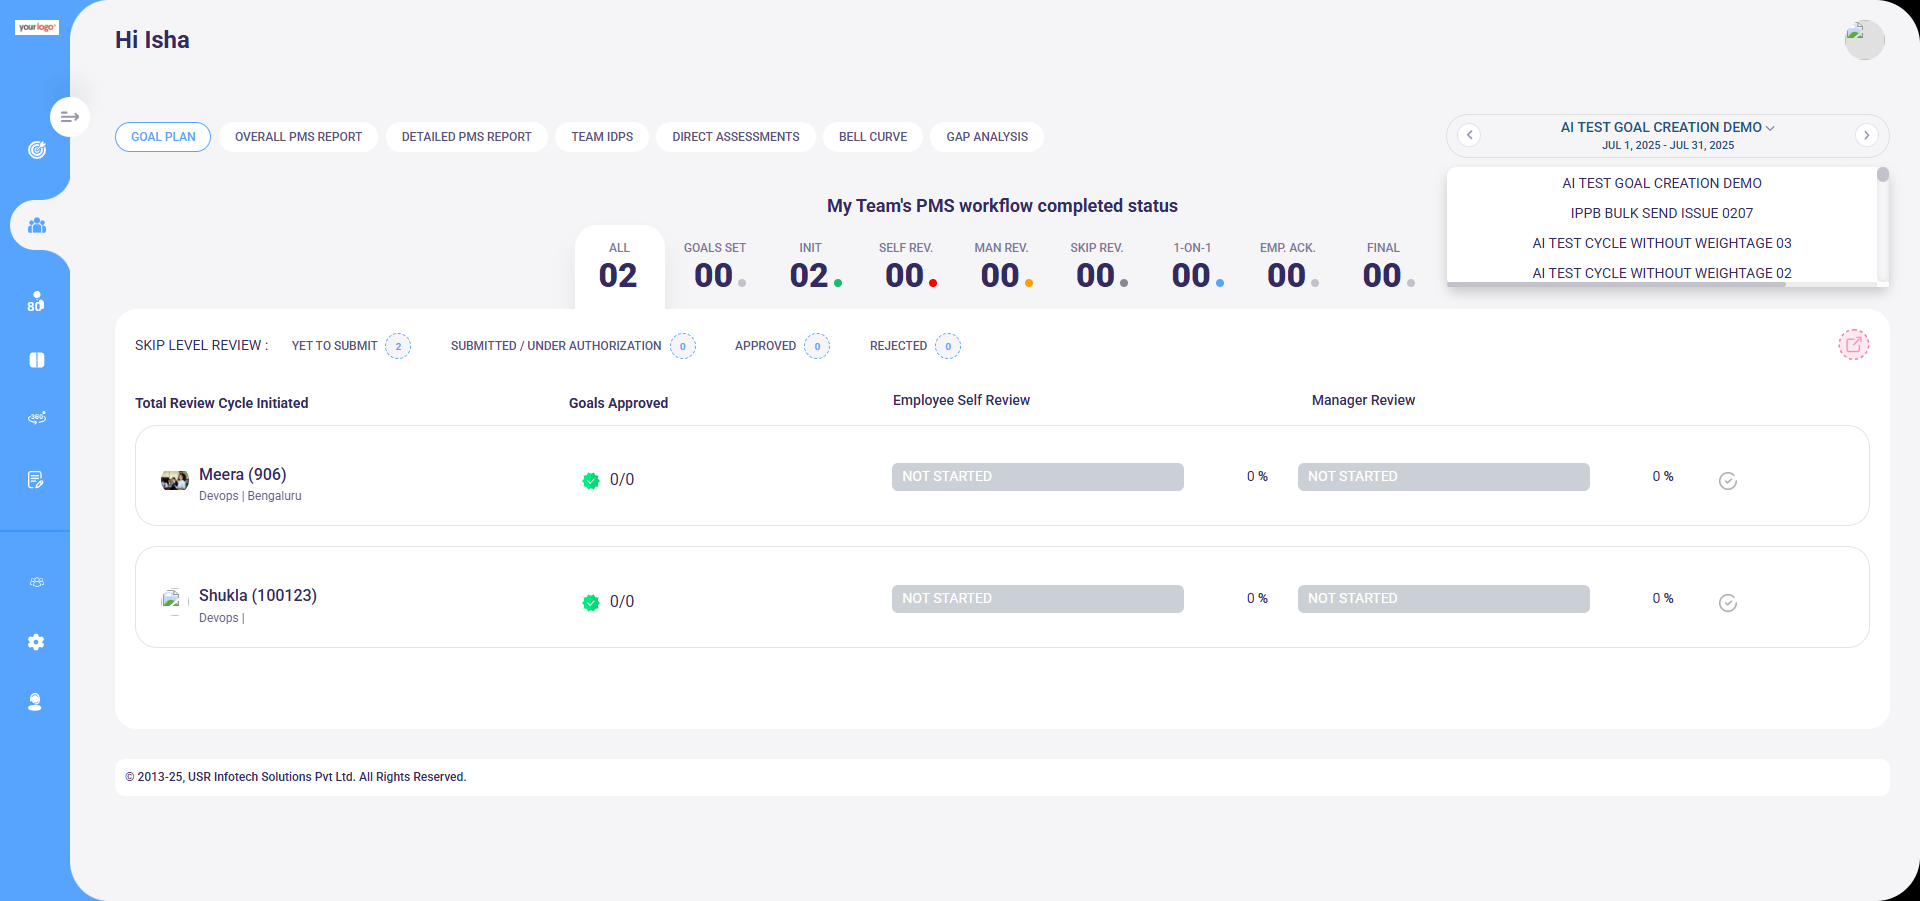 your logo
Hi Isha
GOAL PLAN
OVERALL PMS REPORT
DETAILED PMS REPORT
TEAM IDPS
DIRECT ASSESSMENTS
BELL CURVE
GAP ANALYSIS
AI TEST GOAL CREATION DEMO
JUL 1, 2025 - JUL 31, 2025
AI TEST GOAL CREATION DEMO
IPPB BULK SEND ISSUE 0207
AI TEST CYCLE WITHOUT WEIGHTAGE 03
AI TEST CYCLE WITHOUT WEIGHTAGE 02
My Team's PMS workflow completed status
ALL
02
GOALS SET
00
INIT
02
SELF REV.
00
MAN REV.
00
SKIP REV.
00
1-ON-1
00
EMP. ACK.
00
FINAL
00
SKIP LEVEL REVIEW :
YET TO SUBMIT 2
SUBMITTED / UNDER AUTHORIZATION 0
APPROVED 0
REJECTED 0
Total Review Cycle Initiated
Goals Approved
Employee Self Review
Manager Review
Meera (906)
Devops | Bengaluru
0/0
NOT STARTED
0 %
NOT STARTED
0 %
Shukla (100123)
Devops |
0/0
NOT STARTED
0 %
NOT STARTED
0 %
80
360°
© 2013-25, USR Infotech Solutions Pvt Ltd. All Rights Reserved.